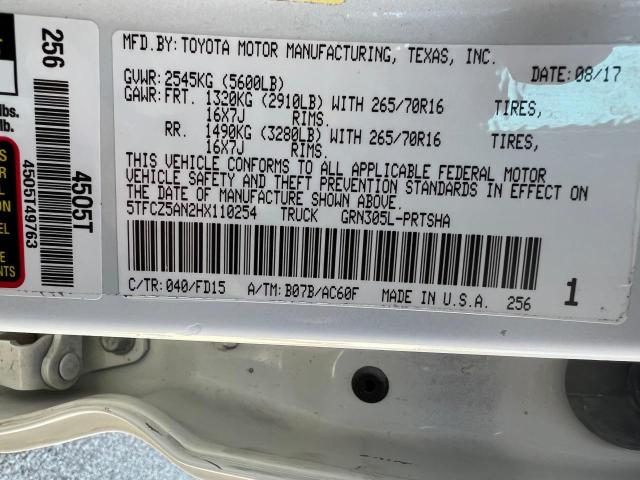 MFD.BY: TOYOTA MOTOR MANUFACTURING, TEXAS, INC.
GVWR: 2545KG (5600LB) DATE: 08/17
GAWR: FRT. 1320KG (2910LB) WITH 265/70R16 TIRES,
16X7J RIMS.
RR. 1490KG (3280LB) WITH 265/70R16 TIRES,
16X7J RIMS.
THIS VEHICLE CONFORMS TO ALL APPLICABLE FEDERAL MOTOR
VEHICLE SAFETY AND THEFT PREVENTION STANDARDS IN EFFECT ON
THE DATE OF MANUFACTURE SHOWN ABOVE.
5TFCZ5AN2HX110254 TRUCK GRN305L-PRTSHA
C/TR: 040/FD15 A/TM: B07B/AC60F MADE IN U.S.A. 256 1
256
4505T
4505T49763
lbs.
lb.